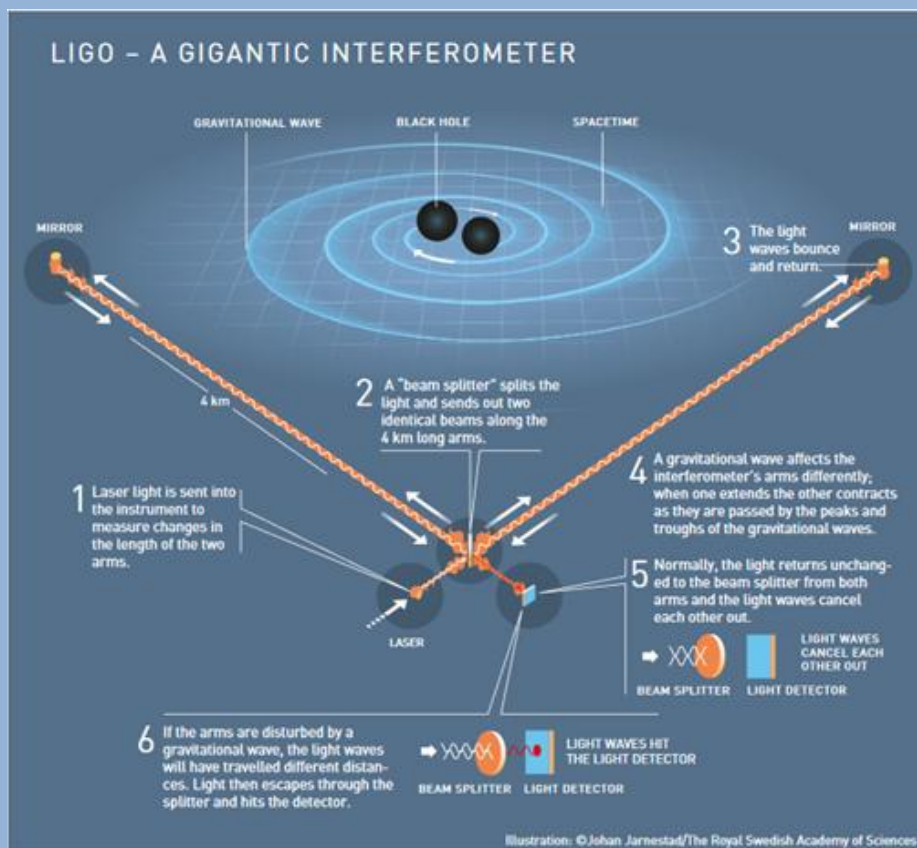 LIGO – A GIGANTIC INTERFEROMETER
GRAVITATIONAL WAVE
BLACK HOLE
SPACETIME
MIRROR
MIRROR
3 The light
waves bounce
and return.
4 km
2 A “beam splitter” splits the
light and sends out two
identical beams along the
4 km long arms.
1 Laser light is sent into
the instrument to
measure changes in
the length of the two
arms.
4 A gravitational wave affects the
interferometer's arms differently;
when one extends the other contracts
as they are passed by the peaks and
troughs of the gravitational waves.
LASER
5 Normally, the light returns unchang-
ed to the beam splitter from both
arms and the light waves cancel
each other out.
LIGHT WAVES
CANCEL EACH
OTHER OUT
BEAM SPLITTER
LIGHT DETECTOR
6 If the arms are disturbed by a
gravitational wave, the light waves
will have travelled different distan-
ces. Light then escapes through the
splitter and hits the detector.
LIGHT WAVES HIT
THE LIGHT DETECTOR
BEAM SPLITTER
LIGHT DETECTOR
Illustration: ©Johan Jarnestad/The Royal Swedish Academy of Sciences